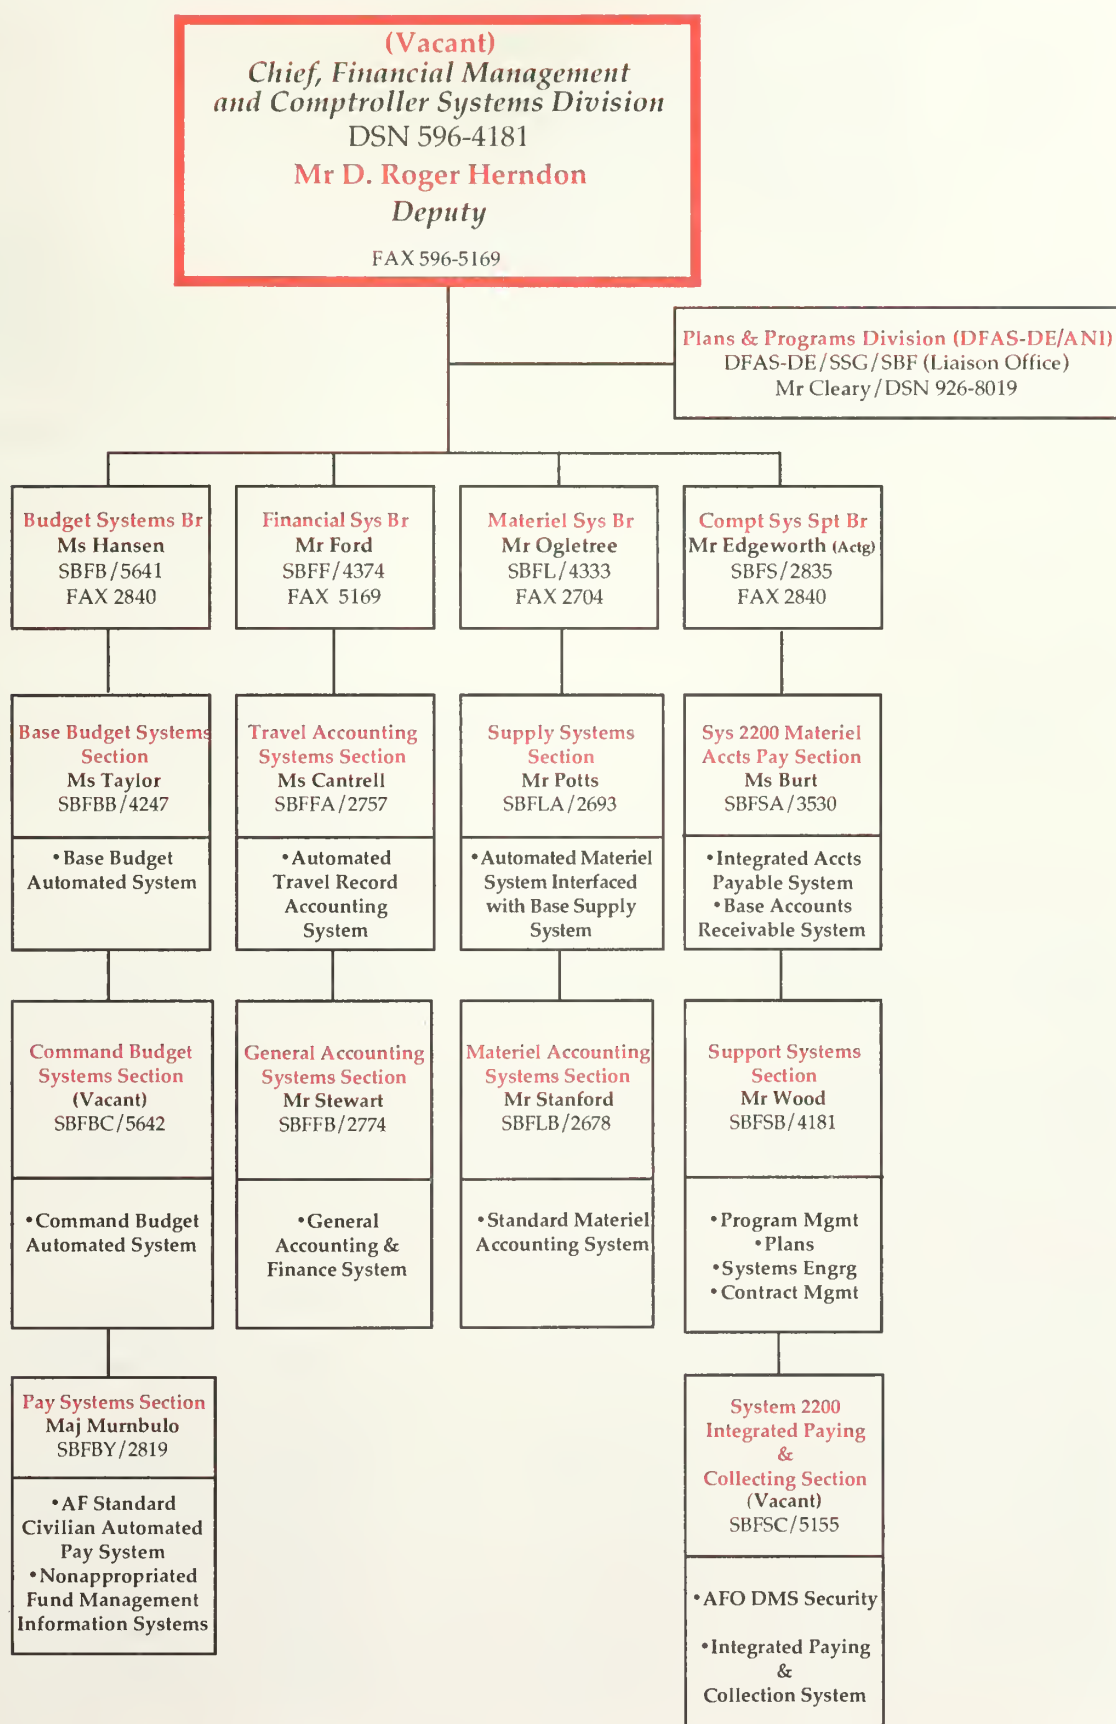 (Vacant)
Chief, Financial Management
and Comptroller Systems Division
DSN 596-4181
Mr D. Roger Herndon
Deputy
FAX 596-5169
Plans & Programs Division (DFAS-DE/ANI)
DFAS-DE/SSG/SBF (Liaison Office)
Mr Cleary/DSN 926-8019
Budget Systems Br
Ms Hansen
SBFB/5641
FAX 2840
Financial Sys Br
Mr Ford
SBFF/4374
FAX 5169
Materiel Sys Br
Mr Ogletree
SBFL/4333
FAX 2704
Compt Sys Spt Br
Mr Edgeworth (Actg)
SBFS/2835
FAX 2840
Base Budget Systems
Section
Ms Taylor
SBFBB/4247
•Base Budget
Automated System
Travel Accounting
Systems Section
Ms Cantrell
SBFFA/2757
•Automated
Travel Record
Accounting
System
Supply Systems
Section
Mr Potts
SBFLA/2693
•Automated Materiel
System Interfaced
with Base Supply
System
Sys 2200 Materiel
Accts Pay Section
Ms Burt
SBFSA/3530
•Integrated Accts
Payable System
•Base Accounts
Receivable System
Command Budget
Systems Section
(Vacant)
SBFBC/5642
•Command Budget
Automated System
General Accounting
Systems Section
Mr Stewart
SBFFB/2774
•General
Accounting &
Finance System
Materiel Accounting
Systems Section
Mr Stanford
SBFLB/2678
•Standard Materiel
Accounting System
Support Systems
Section
Mr Wood
SBFSB/4181
•Program Mgmt
•Plans
•Systems Engrg
•Contract Mgmt
Pay Systems Section
Maj Murnbulo
SBFBY/2819
•AF Standard
Civilian Automated
Pay System
•Nonappropriated
Fund Management
Information Systems
System 2200
Integrated Paying
&
Collecting Section
(Vacant)
SBFSC/5155
•AFO DMS Security
•Integrated Paying
&
Collection System